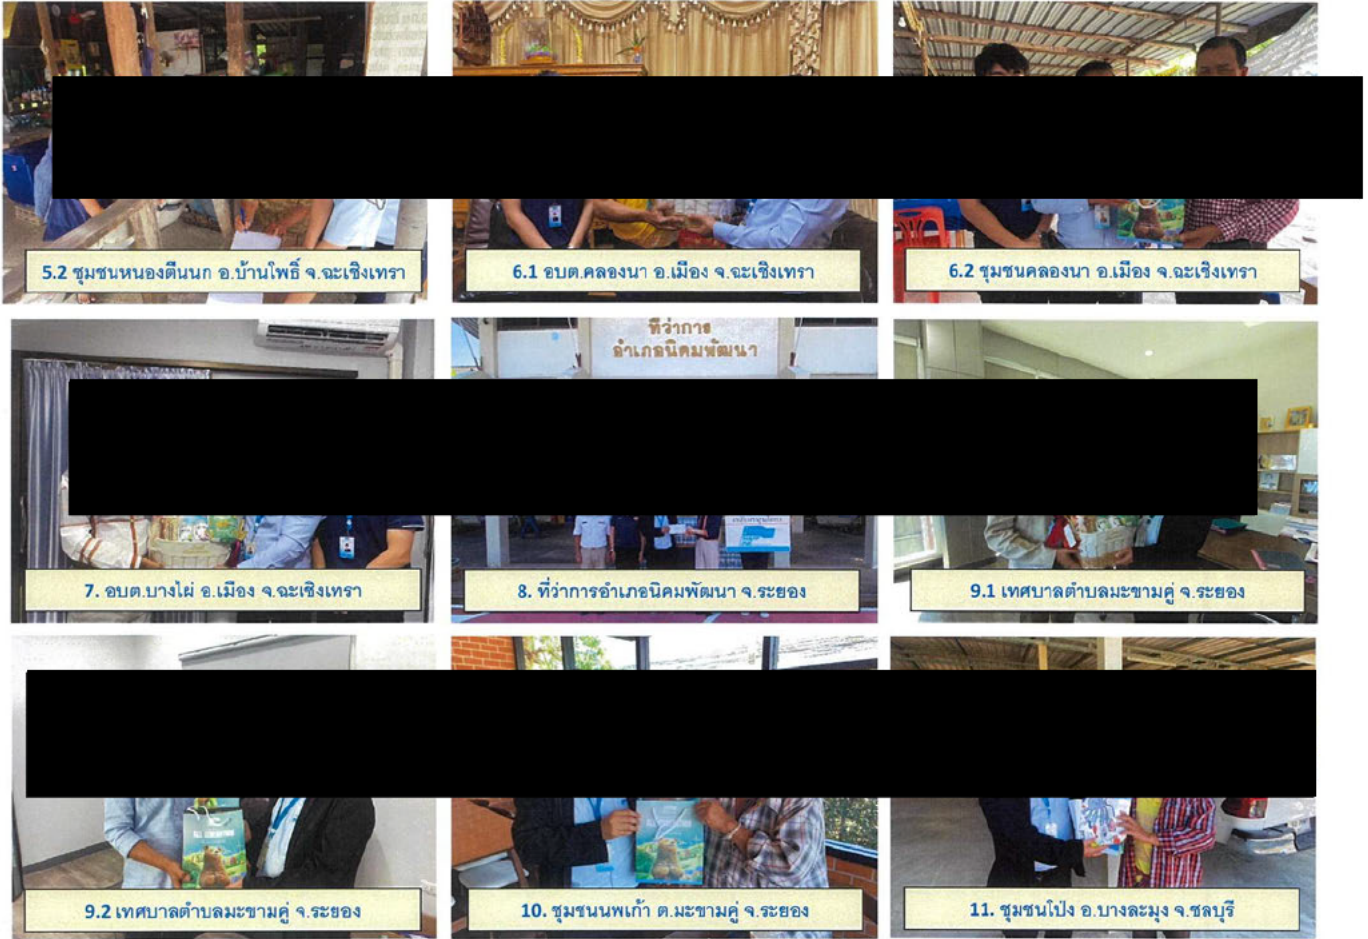 5.2 ชุมชนหนองตีนนก อ.บ้านโพธิ์ จ.ฉะเชิงเทรา
6.1 อบต.คลองนา อ.เมือง จ.ฉะเชิงเทรา
6.2 ชุมชนคลองนา อ.เมือง จ.ฉะเชิงเทรา
ที่ว่าการ
อำเภอนิคมพัฒนา
7. อบต.บางไผ่ อ.เมือง จ.ฉะเชิงเทรา
8. ที่ว่าการอำเภอนิคมพัฒนา จ.ระยอง
9.1 เทศบาลตำบลมะขามคู่ จ.ระยอง
9.2 เทศบาลตำบลมะขามคู่ จ.ระยอง
10. ชุมชนนพเก้า ต.มะขามคู่ จ.ระยอง
11. ชุมชนโป่ง อ.บางละมุง จ.ชลบุรี